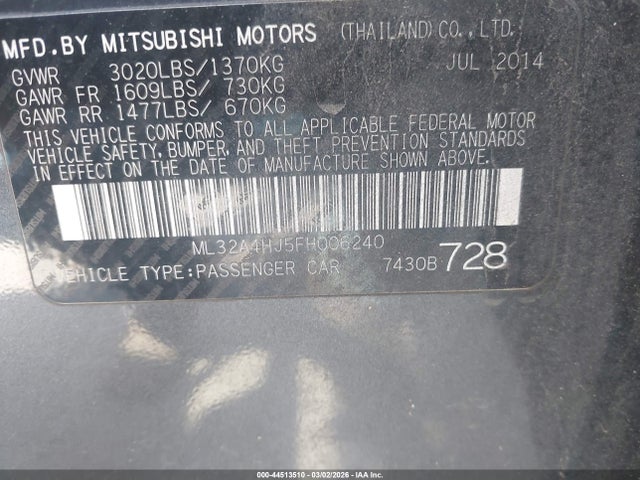 MFD.BY MITSUBISHI MOTORS (THAILAND) CO.,LTD.
GVWR 3020LBS/1370KG JUL 2014
GAWR FR 1609LBS/ 730KG
GAWR RR 1477LBS/ 670KG
THIS VEHICLE CONFORMS TO ALL APPLICABLE FEDERAL MOTOR
VEHICLE SAFETY, BUMPER, AND THEFT PREVENTION STANDARDS
IN EFFECT ON THE DATE OF MANUFACTURE SHOWN ABOVE.
ML32A4HJ5FH006240
VEHICLE TYPE:PASSENGER CAR 7430B 728
000-44513510 - 03/02/2026 - IAAI Corp